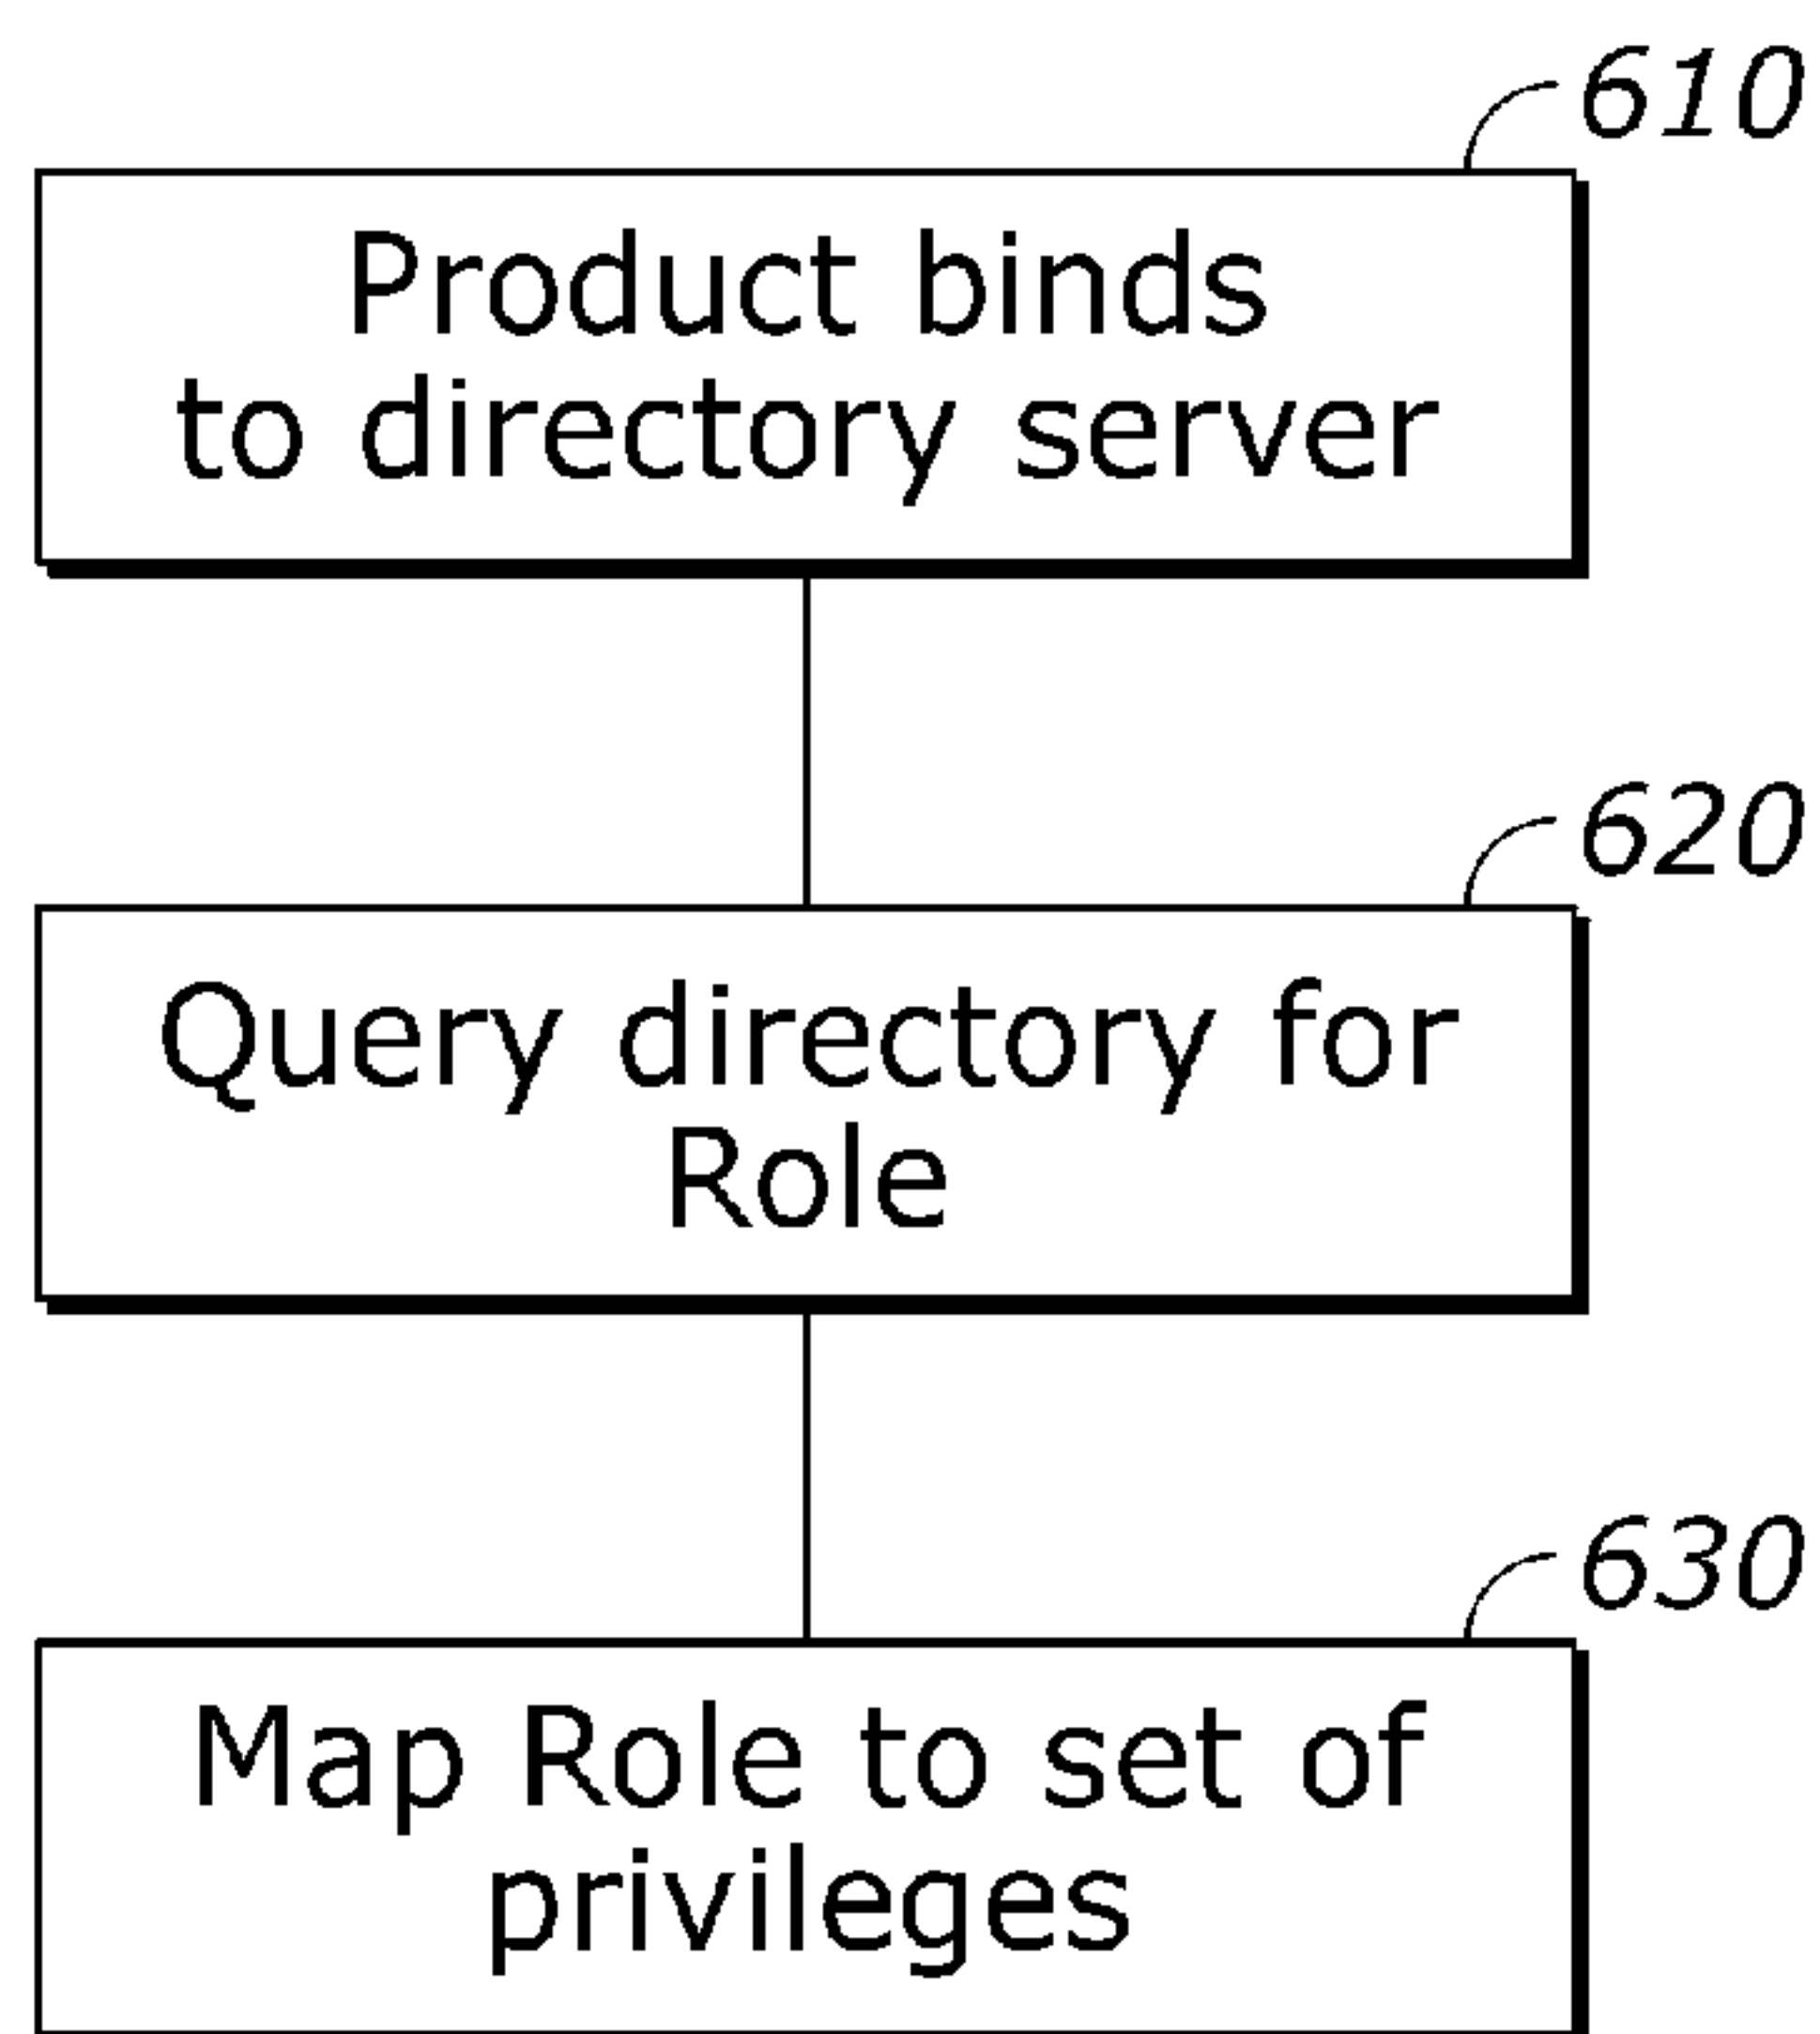 610
Product binds
to directory server
620
Query directory for
Role
630
Map Role to set of
privileges